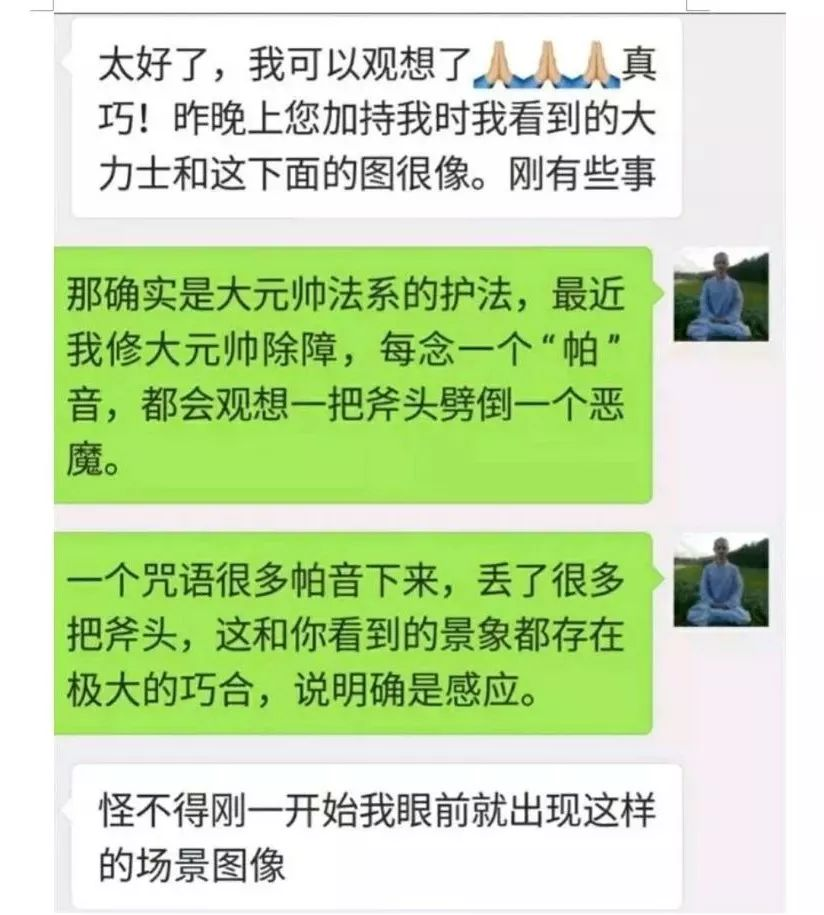 太好了，我可以观想了🙏🙏🙏真
巧！昨晚上您加持我时我看到的大
力士和这下面的图很像。刚有些事
那确实是大元帅法系的护法，最近
我修大元帅除障，每念一个“帕”
音，都会观想一把斧头劈倒一个恶
魔。
一个咒语很多帕音下来，丢了很多
把斧头，这和你看到的景象都存在
极大的巧合，说明确是感应。
怪不得刚一开始我眼前就出现这样
的场景图像